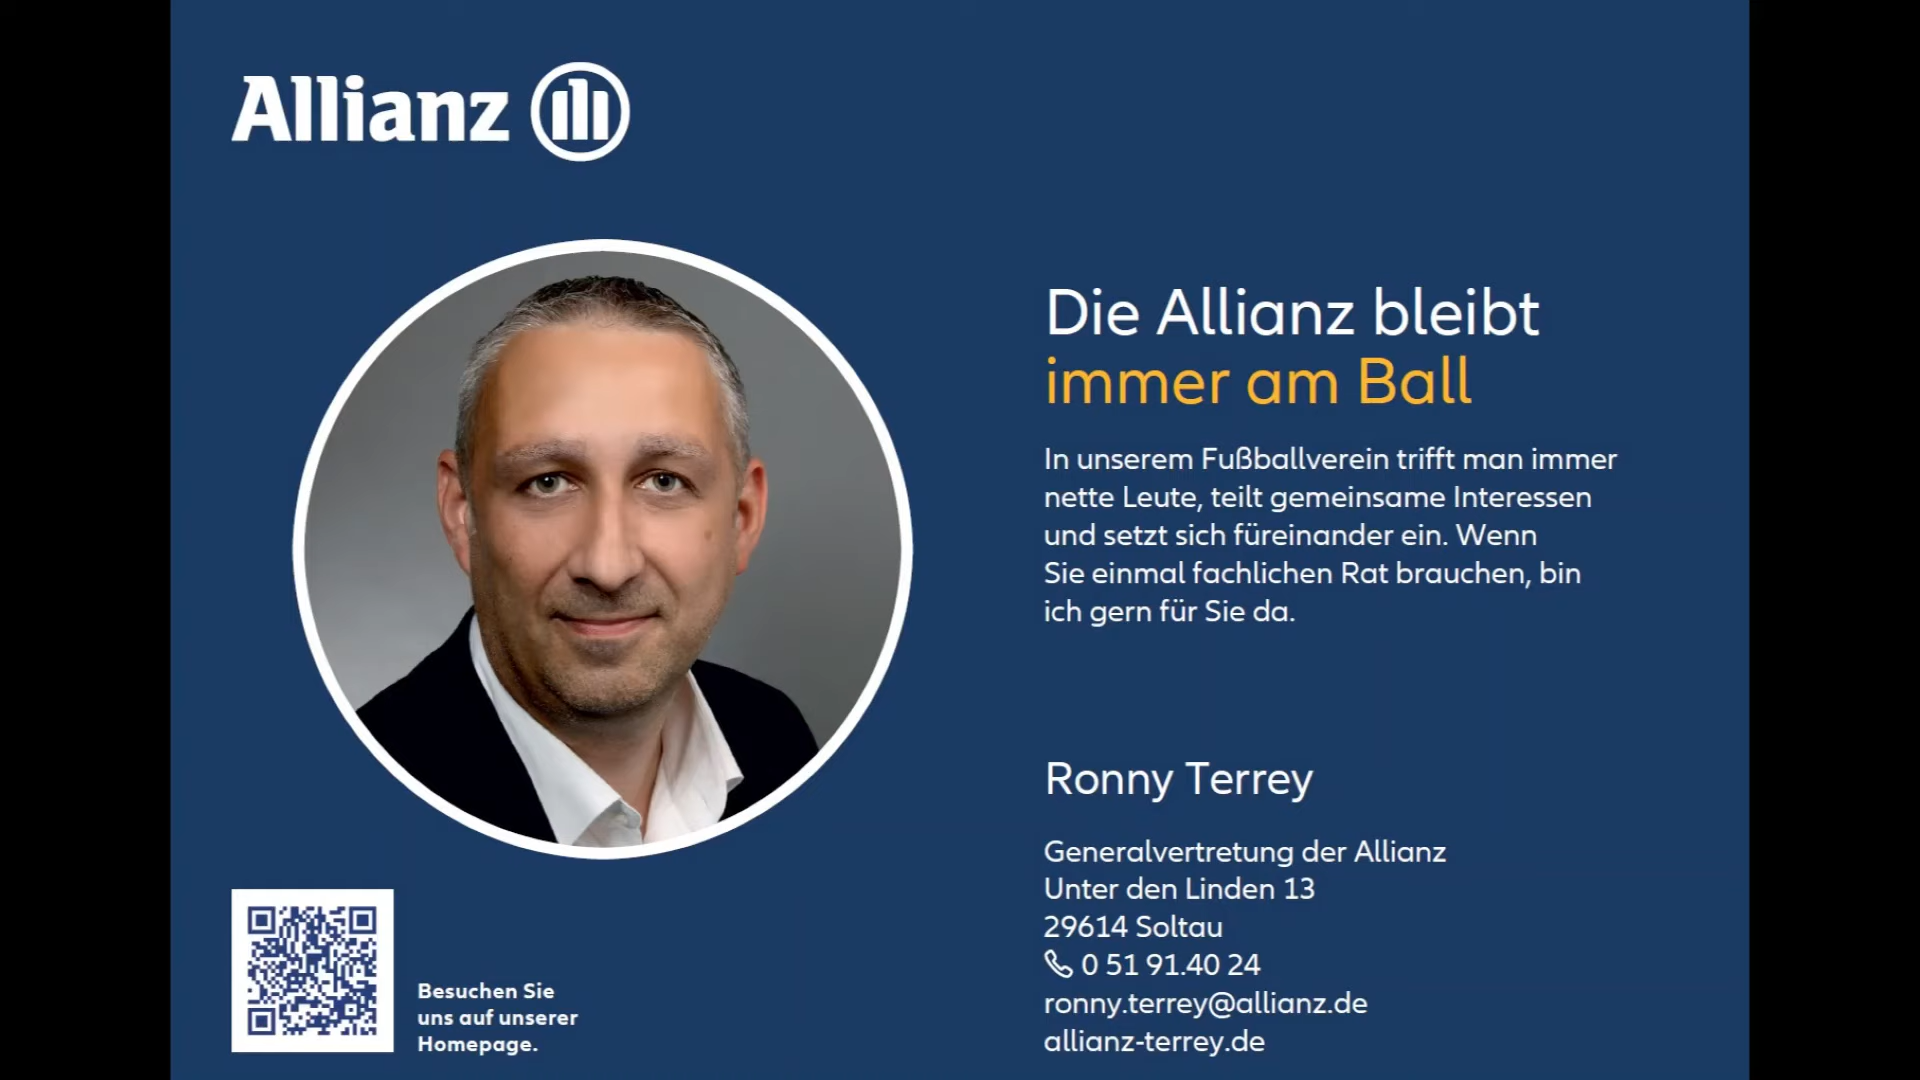 Allianz
Die Allianz bleibt
immer am Ball
In unserem Fußballverein trifft man immer
nette Leute, teilt gemeinsame Interessen
und setzt sich füreinander ein. Wenn
Sie einmal fachlichen Rat brauchen, bin
ich gern für Sie da.
Ronny Terrey
Generalvertretung der Allianz
Unter den Linden 13
29614 Soltau
0 51 91.40 24
ronny.terrey@allianz.de
allianz-terrey.de
Besuchen Sie
uns auf unserer
Homepage.